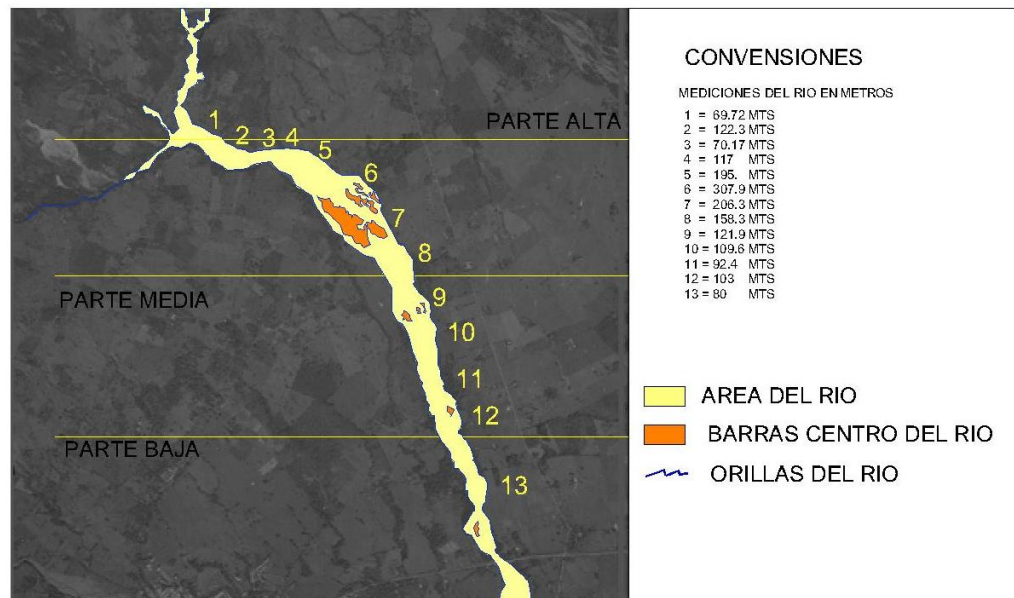 1
2
3
4
5
6
7
8
9
10
11
12
13
PARTE ALTA
PARTE MEDIA
PARTE BAJA
CONVENSIONES
MEDICIONES DEL RIO EN METROS
1 = 69.72 MTS
2 = 122.3 MTS
3 = 70.17 MTS
4 = 117 MTS
5 = 195. MTS
6 = 307.9 MTS
7 = 206.3 MTS
8 = 158.3 MTS
9 = 121.9 MTS
10 = 109.6 MTS
11 = 92.4 MTS
12 = 103 MTS
13 = 80 MTS
AREA DEL RIO
BARRAS CENTRO DEL RIO
ORILLAS DEL RIO